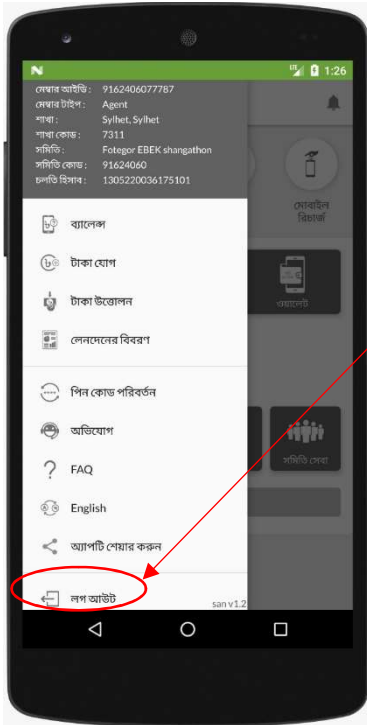 LTE 1:26
মেম্বার আইডি : 9162406077787
মেম্বার টাইপ : Agent
শাখা : Sylhet, Sylhet
শাখা কোড : 7311
সমিতি : Fotegor EBEK shangathon
সমিতি কোড : 91624060
চলতি হিসাব : 1305220036175101
মোবাইল
রিচার্জ
ব্যালেন্স
টাকা যোগ
টাকা উত্তোলন
ওয়ালেট
লেনদেনের বিবরণ
পিন কোড পরিবর্তন
অভিযোগ
সমিতি সেবা
FAQ
English
অ্যাপটি শেয়ার করুন
লগ আউট
san v1.2